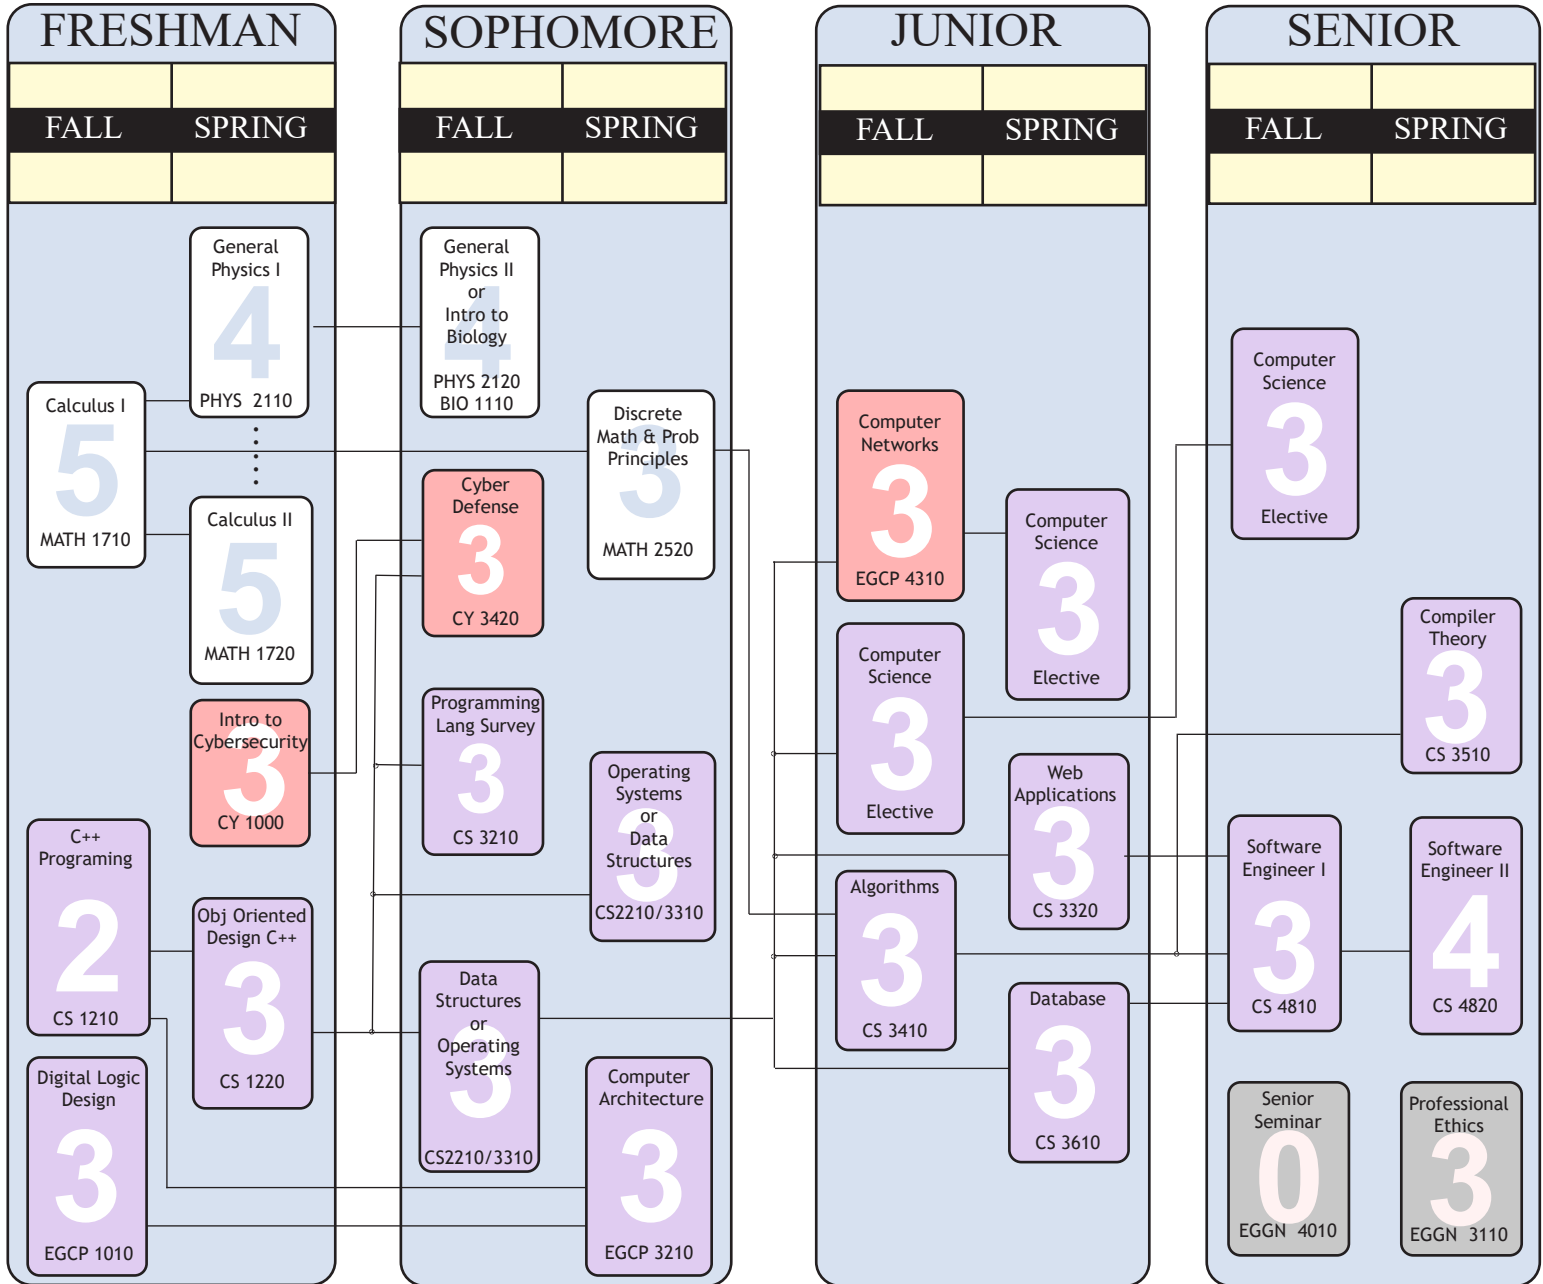 FRESHMAN
FALL SPRING
General
Physics I
4
PHYS 2110
Calculus I
5
MATH 1710
Calculus II
5
MATH 1720
Intro to
Cybersecurity
3
CY 1000
C++
Programing
2
CS 1210
Obj Oriented
Design C++
3
CS 1220
Digital Logic
Design
3
EGCP 1010
SOPHOMORE
FALL SPRING
General
Physics II
or
Intro to
Biology
4
PHYS 2120
BIO 1110
Discrete
Math & Prob
Principles
3
MATH 2520
Cyber
Defense
3
CY 3420
Programming
Lang Survey
3
CS 3210
Operating
Systems
or
Data
Structures
3
CS2210/3310
Data
Structures
or
Operating
Systems
3
CS2210/3310
Computer
Architecture
3
EGCP 3210
JUNIOR
FALL SPRING
Computer
Networks
3
EGCP 4310
Computer
Science
3
Elective
Computer
Science
3
Elective
Web
Applications
3
CS 3320
Algorithms
3
CS 3410
Database
3
CS 3610
SENIOR
FALL SPRING
Computer
Science
3
Elective
Compiler
Theory
3
CS 3510
Software
Engineer I
3
CS 4810
Software
Engineer II
4
CS 4820
Senior
Seminar
0
EGGN 4010
Professional
Ethics
3
EGGN 3110